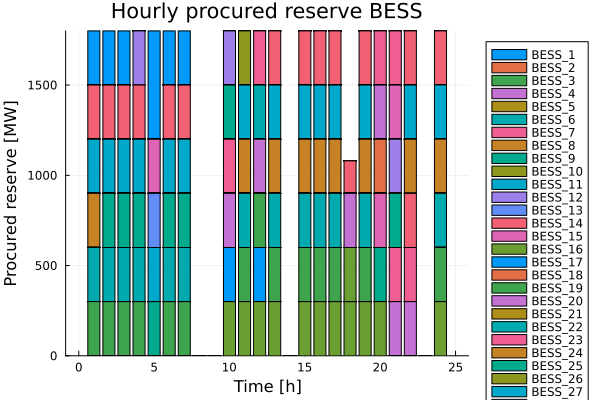 Hourly procured reserve BESS
Procured reserve [MW]
1500
1000
500
0
0 5 10 15 20 25
Time [h]
BESS_1
BESS_2
BESS_3
BESS_4
BESS_5
BESS_6
BESS_7
BESS_8
BESS_9
BESS_10
BESS_11
BESS_12
BESS_13
BESS_14
BESS_15
BESS_16
BESS_17
BESS_18
BESS_19
BESS_20
BESS_21
BESS_22
BESS_23
BESS_24
BESS_25
BESS_26
BESS_27